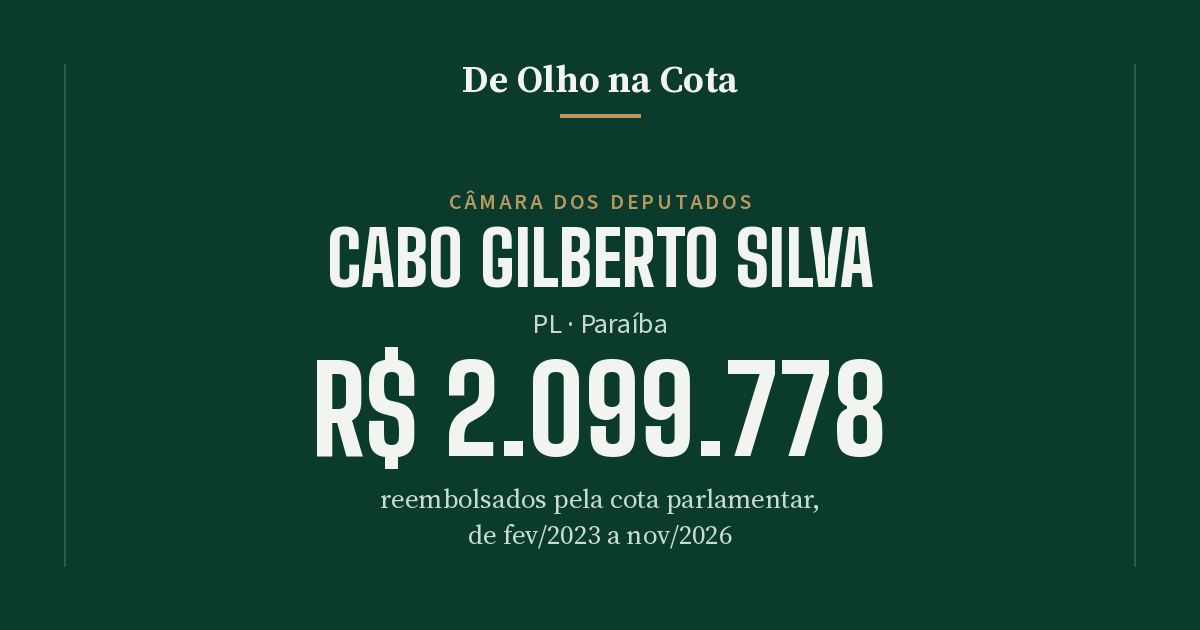 De Olho na Cota
CÂMARA DOS DEPUTADOS
CABO GILBERTO SILVA
PL · Paraíba
R$ 2.099.778
reembolsados pela cota parlamentar,
de fev/2023 a nov/2026